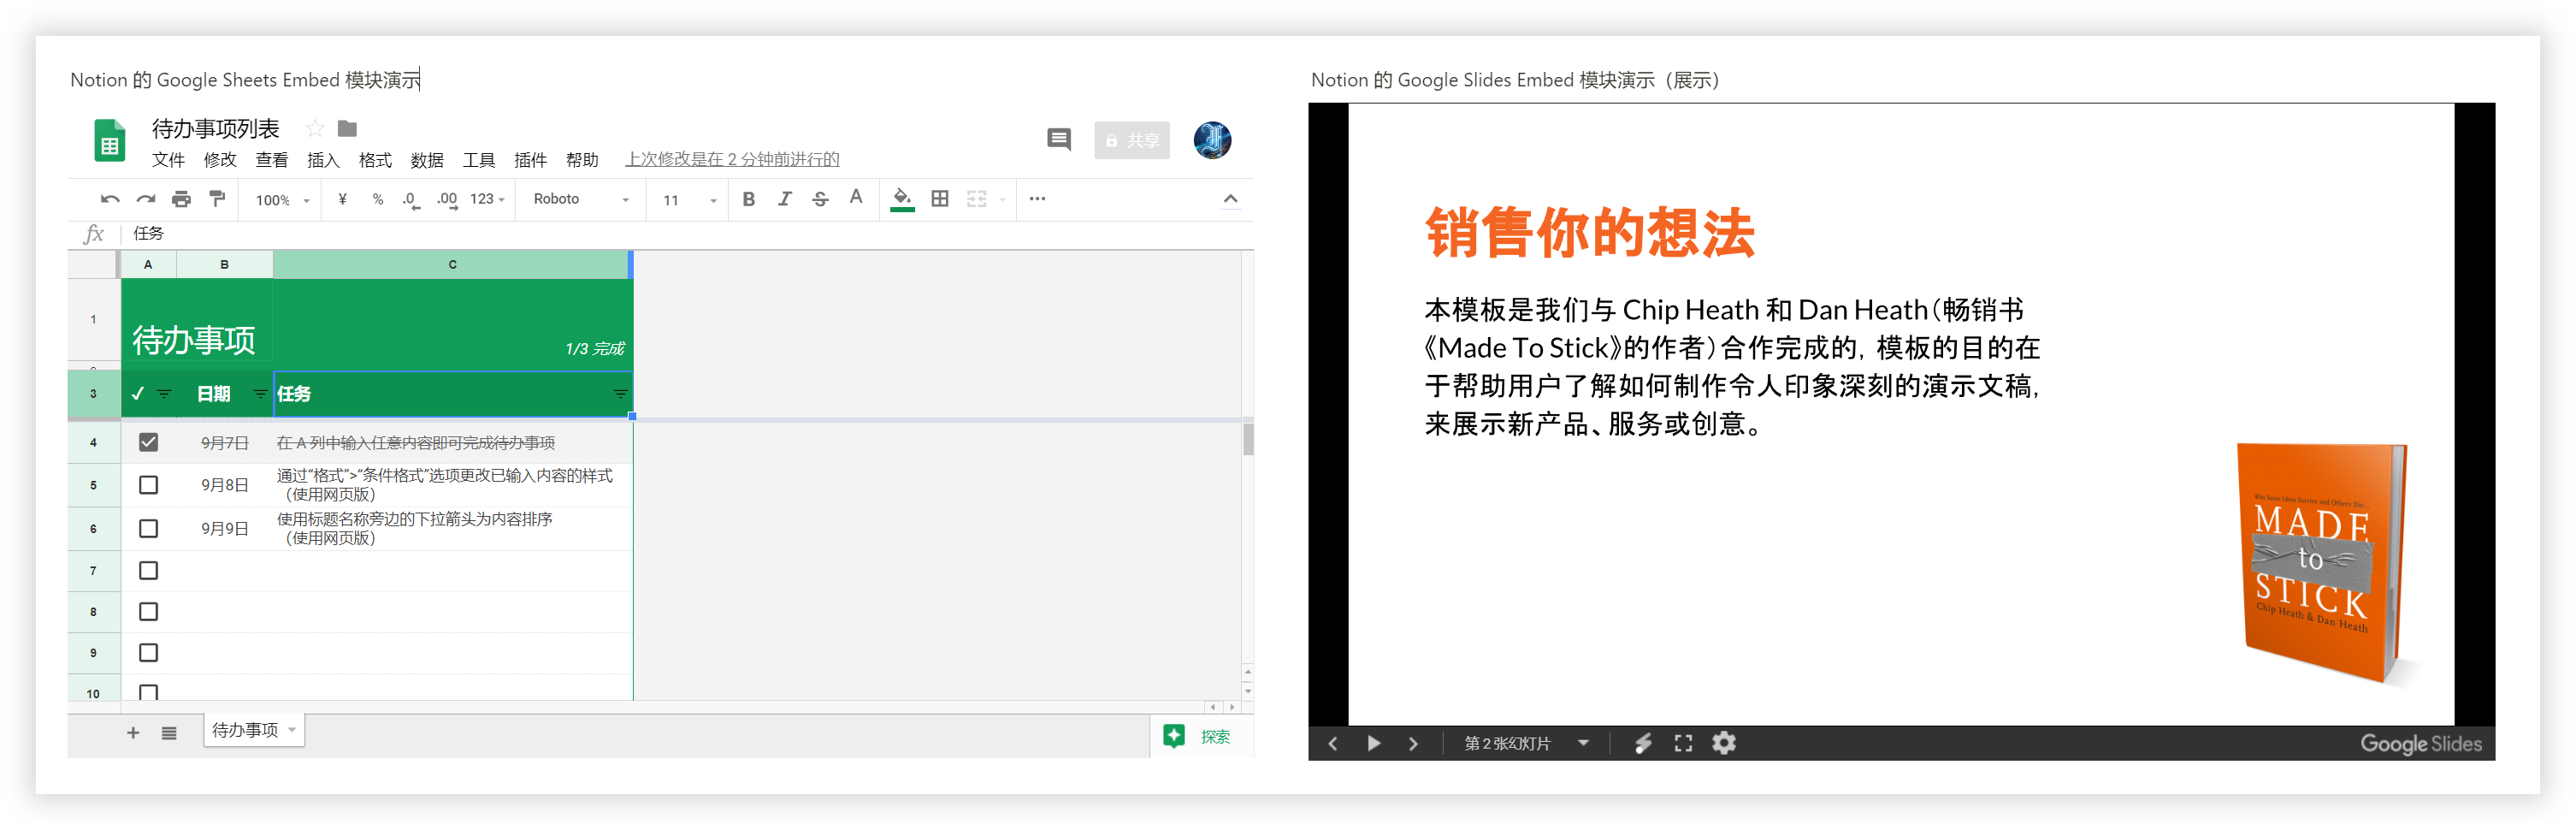 Notion 的 Google Sheets Embed 模块演示
待办事项列表
文件 修改 查看 插入 格式 数据 工具 插件 帮助 上次修改是在 2 分钟前进行的
共享
100% ¥ % .0 .00 123 Roboto 11 B I S A
fx 任务
A B C
1 待办事项 1/3 完成
3 ✓ 日期 任务
4 9月7日 在 A 列中输入任意内容即可完成待办事项
5 9月8日 通过“格式”>“条件格式”选项更改已输入内容的样式
（使用网页版）
6 9月9日 使用标题名称旁边的下拉箭头为内容排序
（使用网页版）
7
8
9
10
待办事项
探索
Notion 的 Google Slides Embed 模块演示（展示）
销售你的想法
本模板是我们与 Chip Heath 和 Dan Heath（畅销书
《Made To Stick》的作者）合作完成的，模板的目的在
于帮助用户了解如何制作令人印象深刻的演示文稿，
来展示新产品、服务或创意。
Why Some Ideas Survive and Others Die...
MADE
to
STICK
Chip Heath & Dan Heath
第 2 张幻灯片
Google Slides